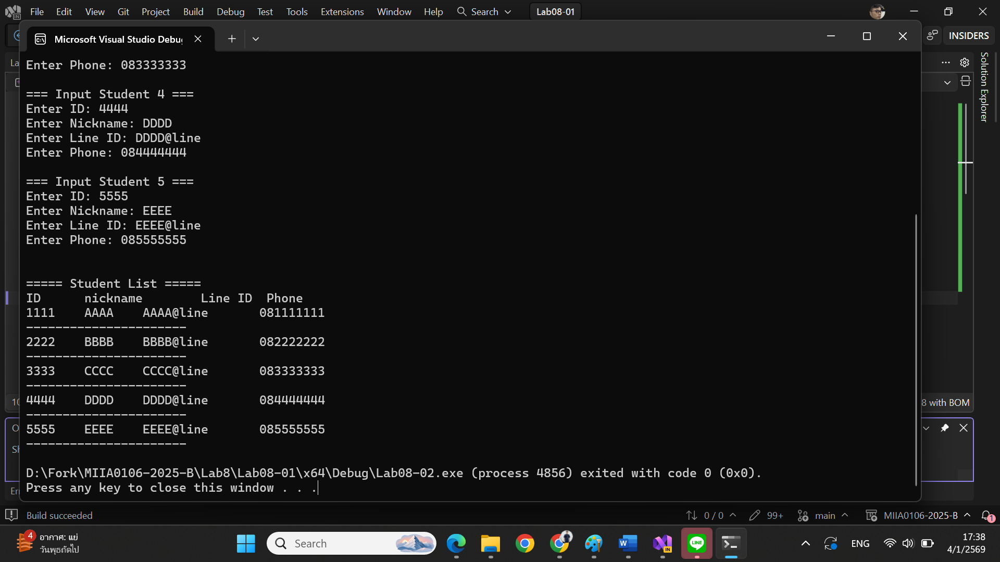 File Edit View Git Project Build Debug Test Tools Extensions Window Help Search Lab08-01
Microsoft Visual Studio Debu
INSIDERS
La
Solution Explorer
Enter Phone: 083333333
=== Input Student 4 ===
Enter ID: 4444
Enter Nickname: DDDD
Enter Line ID: DDDD@line
Enter Phone: 084444444
=== Input Student 5 ===
Enter ID: 5555
Enter Nickname: EEEE
Enter Line ID: EEEE@line
Enter Phone: 085555555
===== Student List =====
ID nickname Line ID Phone
1111 AAAA AAAA@line 081111111
----------------------
2222 BBBB BBBB@line 082222222
----------------------
3333 CCCC CCCC@line 083333333
----------------------
4444 DDDD DDDD@line 084444444
----------------------
5555 EEEE EEEE@line 085555555
----------------------
10
8 with BOM
O
Sh
D:\Fork\MIIA0106-2025-B\Lab8\Lab08-01\x64\Debug\Lab08-02.exe (process 4856) exited with code 0 (0x0).
Press any key to close this window . . .
Eri
Build succeeded
0 / 0 99+ main MIIA0106-2025-B 1
4 อากาศ: แย่
วันพุธถัดไป
Search
ENG
17:38
4/1/2569